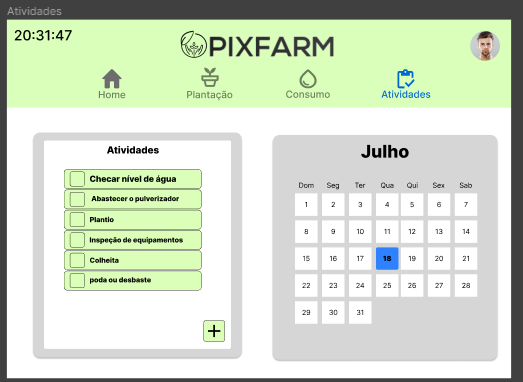 Atividades
20:31:47
PIXFARM
Home
Plantação
Consumo
Atividades
Atividades
Checar nível de água
Abastecer o pulverizador
Plantio
Inspeção de equipamentos
Colheita
poda ou desbaste
+
Julho
Dom Seg Ter Qua Qui Sex Sab
1 2 3 4 5 6 7
8 9 10 11 12 13 14
15 16 17 18 19 20 21
22 23 24 25 26 27 28
29 30 31